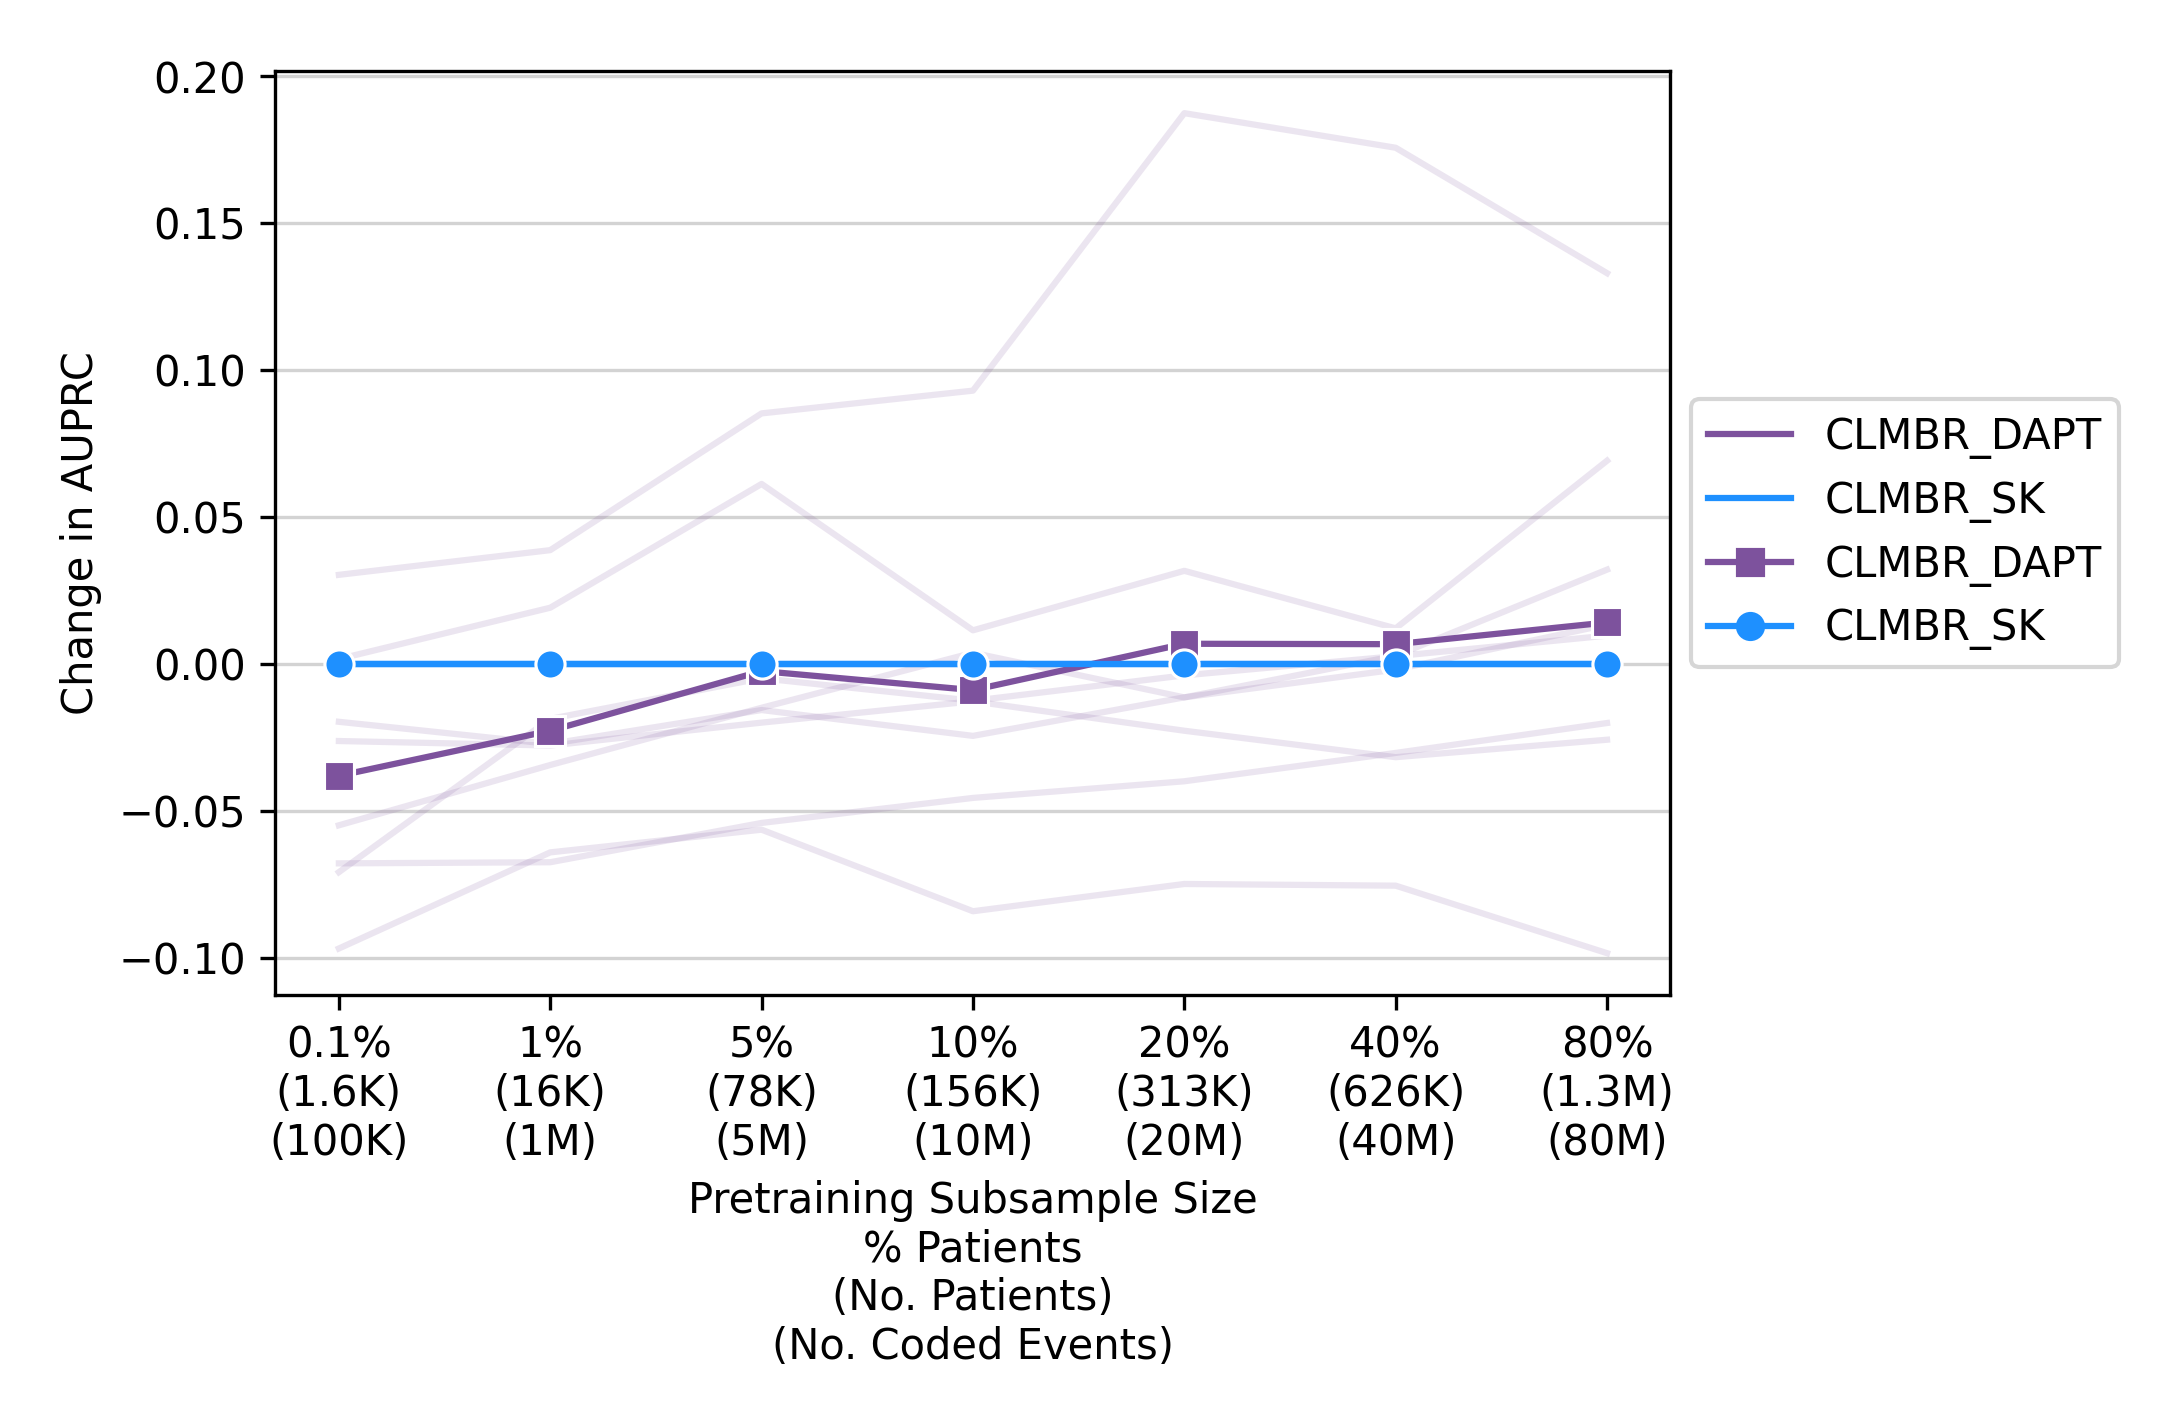 0.20
0.15
0.10
0.05
0.00
−0.05
−0.10
Change in AUPRC
0.1% 1% 5% 10% 20% 40% 80%
(1.6K) (16K) (78K) (156K) (313K) (626K) (1.3M)
(100K) (1M) (5M) (10M) (20M) (40M) (80M)
Pretraining Subsample Size
% Patients
(No. Patients)
(No. Coded Events)
CLMBR_DAPT
CLMBR_SK
CLMBR_DAPT
CLMBR_SK